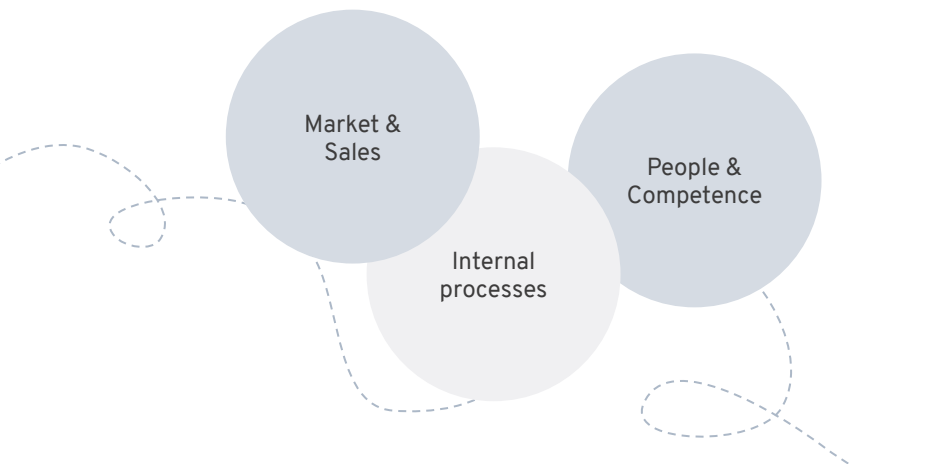 Market &
Sales
People &
Competence
Internal
processes